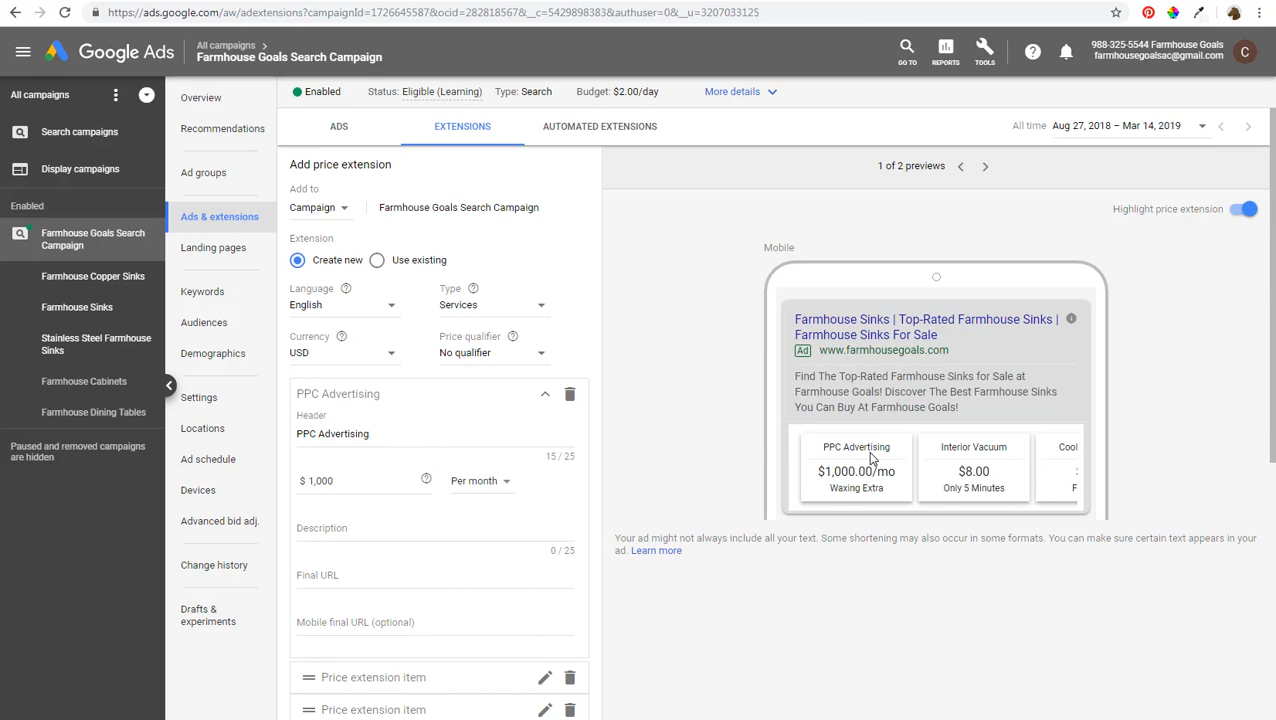 https://ads.google.com/aw/adextensions?campaignId=1726645587&ocid=282818567&__c=5429898383&authuser=0&__u=3207033125
Google Ads
All campaigns
Farmhouse Goals Search Campaign
GO TO
REPORTS
TOOLS
988-325-5544 Farmhouse Goals
farmhousegoalsac@gmail.com
C
All campaigns
Search campaigns
Display campaigns
Enabled
Farmhouse Goals Search
Campaign
Farmhouse Copper Sinks
Farmhouse Sinks
Stainless Steel Farmhouse
Sinks
Farmhouse Cabinets
Farmhouse Dining Tables
Paused and removed campaigns
are hidden
Overview
Recommendations
Ad groups
Ads & extensions
Landing pages
Keywords
Audiences
Demographics
Settings
Locations
Ad schedule
Devices
Advanced bid adj.
Change history
Drafts &
experiments
Enabled
Status: Eligible (Learning)
Type: Search
Budget: $2.00/day
More details
ADS
EXTENSIONS
AUTOMATED EXTENSIONS
All time
Aug 27, 2018 – Mar 14, 2019
Add price extension
Add to
Campaign
Farmhouse Goals Search Campaign
Extension
Create new
Use existing
Language
Type
English
Services
Currency
Price qualifier
USD
No qualifier
PPC Advertising
Header
PPC Advertising
15 / 25
$ 1,000
Per month
Description
0 / 25
Final URL
Mobile final URL (optional)
Price extension item
Price extension item
1 of 2 previews
Highlight price extension
Mobile
Farmhouse Sinks | Top-Rated Farmhouse Sinks |
Farmhouse Sinks For Sale
Ad
www.farmhousegoals.com
Find The Top-Rated Farmhouse Sinks for Sale at
Farmhouse Goals! Discover The Best Farmhouse Sinks
You Can Buy At Farmhouse Goals!
PPC Advertising
$1,000.00/mo
Waxing Extra
Interior Vacuum
$8.00
Only 5 Minutes
Cool
F
Your ad might not always include all your text. Some shortening may also occur in some formats. You can make sure certain text appears in your
ad. Learn more